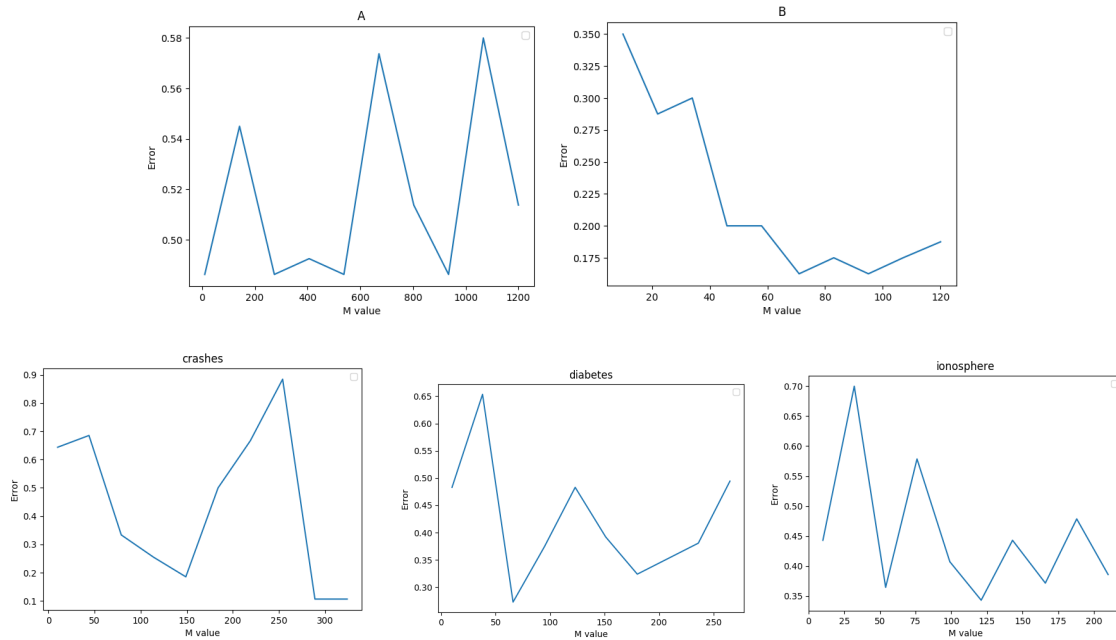 A
Error
0.58
0.56
0.54
0.52
0.50
0 200 400 600 800 1000 1200
M value
B
Error
0.350
0.325
0.300
0.275
0.250
0.225
0.200
0.175
20 40 60 80 100 120
M value
crashes
Error
0.9
0.8
0.7
0.6
0.5
0.4
0.3
0.2
0.1
0 50 100 150 200 250 300
M value
diabetes
Error
0.65
0.60
0.55
0.50
0.45
0.40
0.35
0.30
0 50 100 150 200 250
M value
ionosphere
Error
0.70
0.65
0.60
0.55
0.50
0.45
0.40
0.35
0 25 50 75 100 125 150 175 200
M value